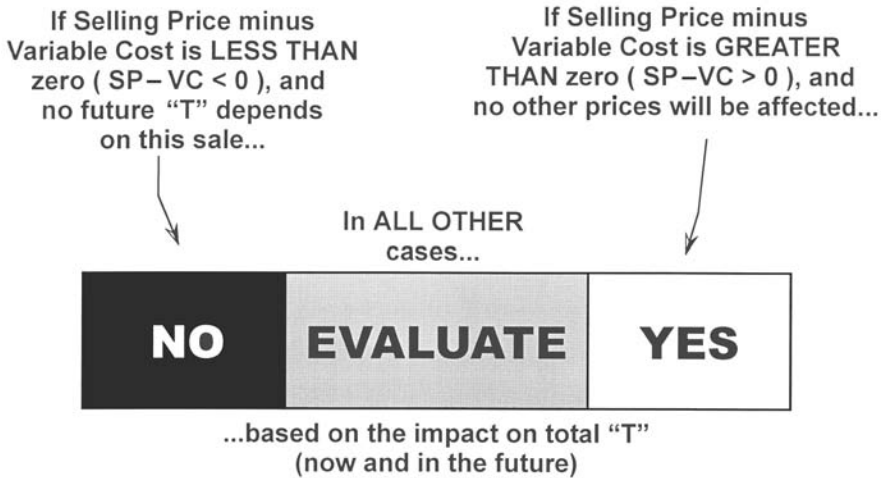 If Selling Price minus
Variable Cost is LESS THAN
zero ( SP – VC < 0 ), and
no future “T” depends
on this sale...
If Selling Price minus
Variable Cost is GREATER
THAN zero ( SP – VC > 0 ), and
no other prices will be affected...
In ALL OTHER
cases...
NO
EVALUATE
YES
...based on the impact on total “T”
(now and in the future)